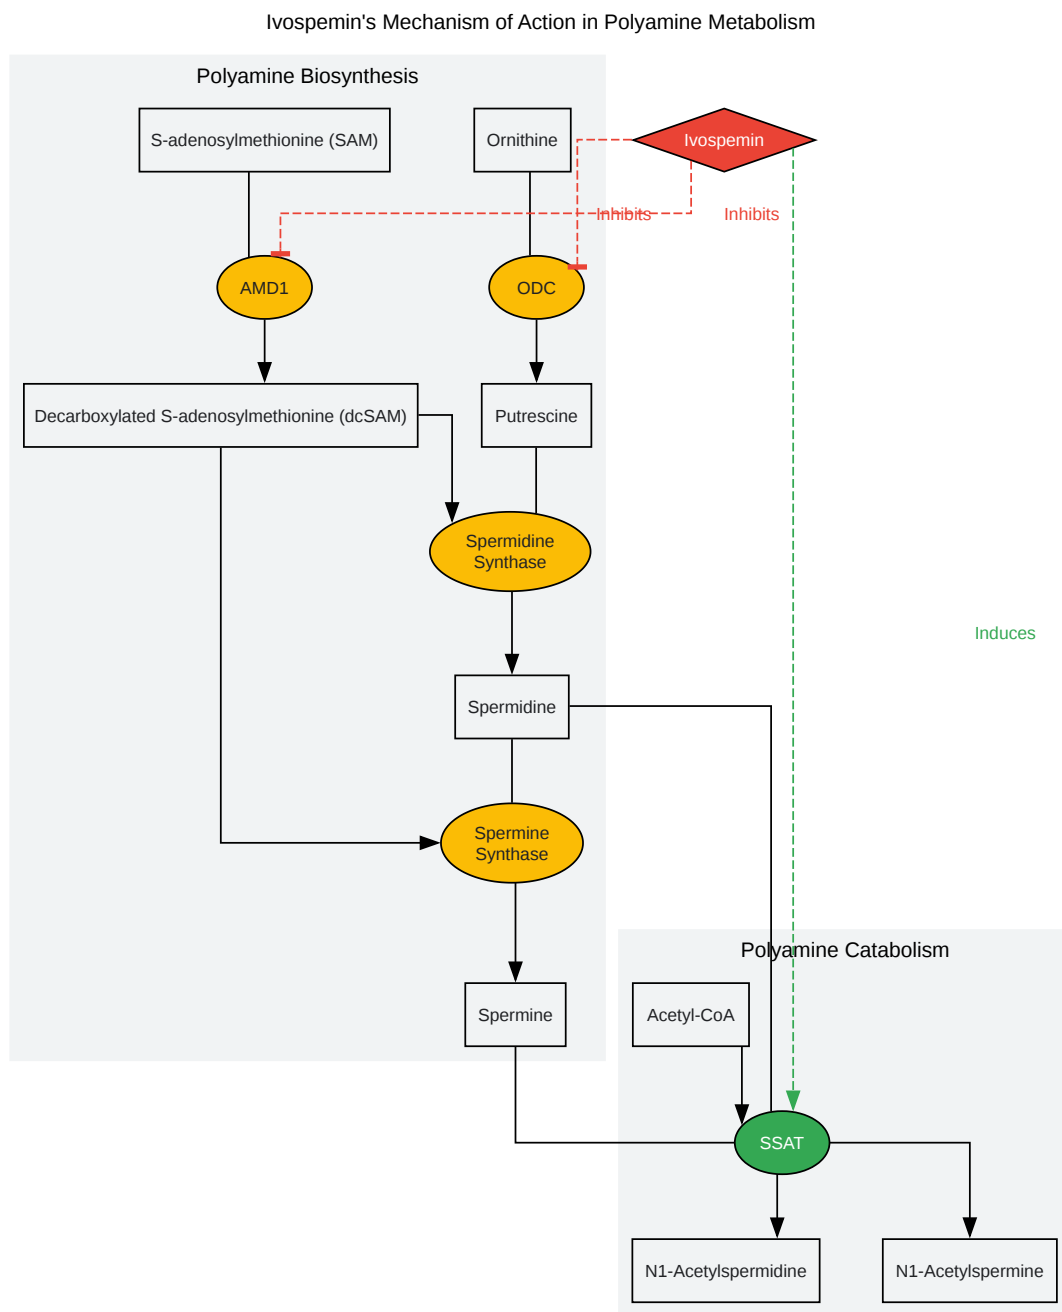 Ivospemin's Mechanism of Action in Polyamine Metabolism
Polyamine Biosynthesis
S-adenosylmethionine (SAM)
Ornithine
Ivospemin
Inhibits
Inhibits
AMD1
ODC
Decarboxylated S-adenosylmethionine (dcSAM)
Putrescine
Spermidine
Synthase
Induces
Spermidine
Spermine
Synthase
Polyamine Catabolism
Spermine
Acetyl-CoA
SSAT
N1-Acetylspermidine
N1-Acetylspermine